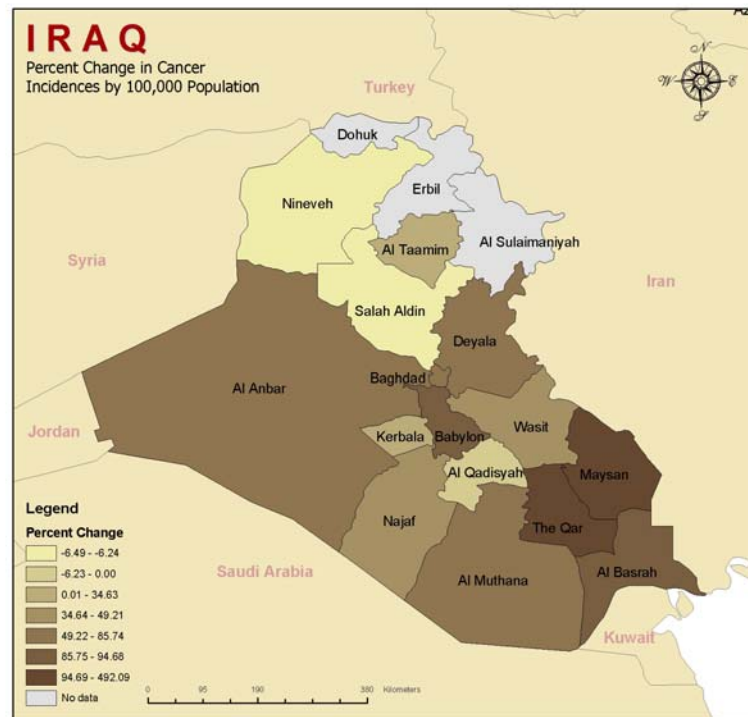 IRAQ
Percent Change in Cancer
Incidences by 100,000 Population
N
W
E
S
Turkey
Dohuk
Erbil
Nineveh
Al Taamim
Al Sulaimaniyah
Syria
Iran
Salah Aldin
Deyala
Baghdad
Al Anbar
Wasit
Jordan
Kerbala
Babylon
Al Qadisyah
Maysan
Najaf
The Qar
Saudi Arabia
Al Muthana
Al Basrah
Kuwait
Legend
Percent Change
-6.49 - -6.24
-6.23 - 0.00
0.01 - 34.63
34.64 - 49.21
49.22 - 85.74
85.75 - 94.68
94.69 - 492.09
No data
0 95 190 380 Kilometers